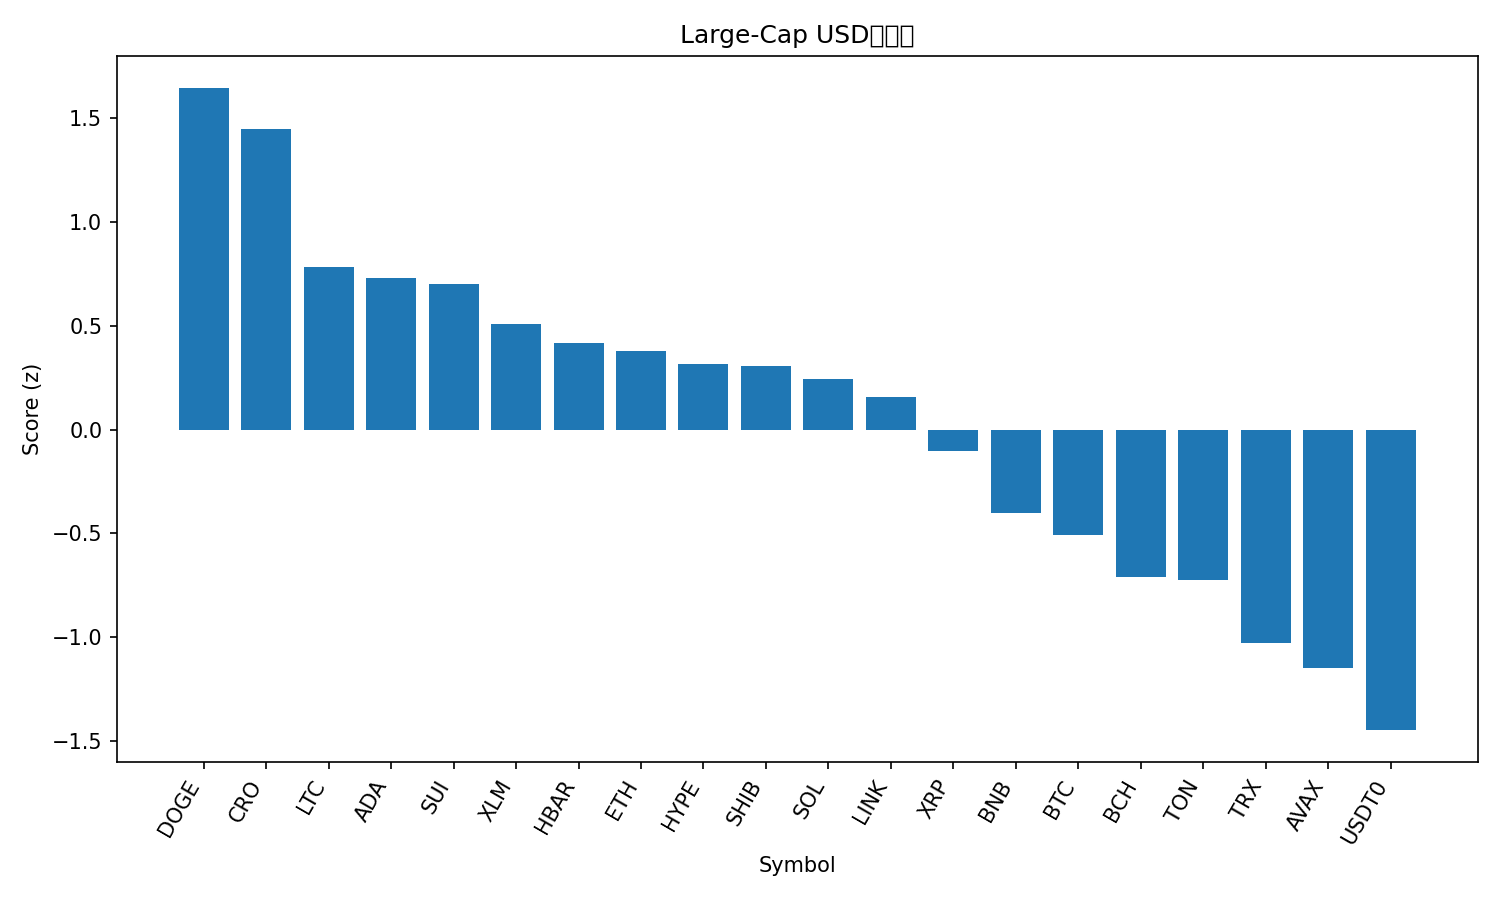 Large-Cap USD
1.5
1.0
0.5
0.0
−0.5
−1.0
−1.5
Score (z)
DOGE
CRO
LTC
ADA
SUI
XLM
HBAR
ETH
HYPE
SHIB
SOL
LINK
XRP
BNB
BTC
BCH
TON
TRX
AVAX
USDT0
Symbol